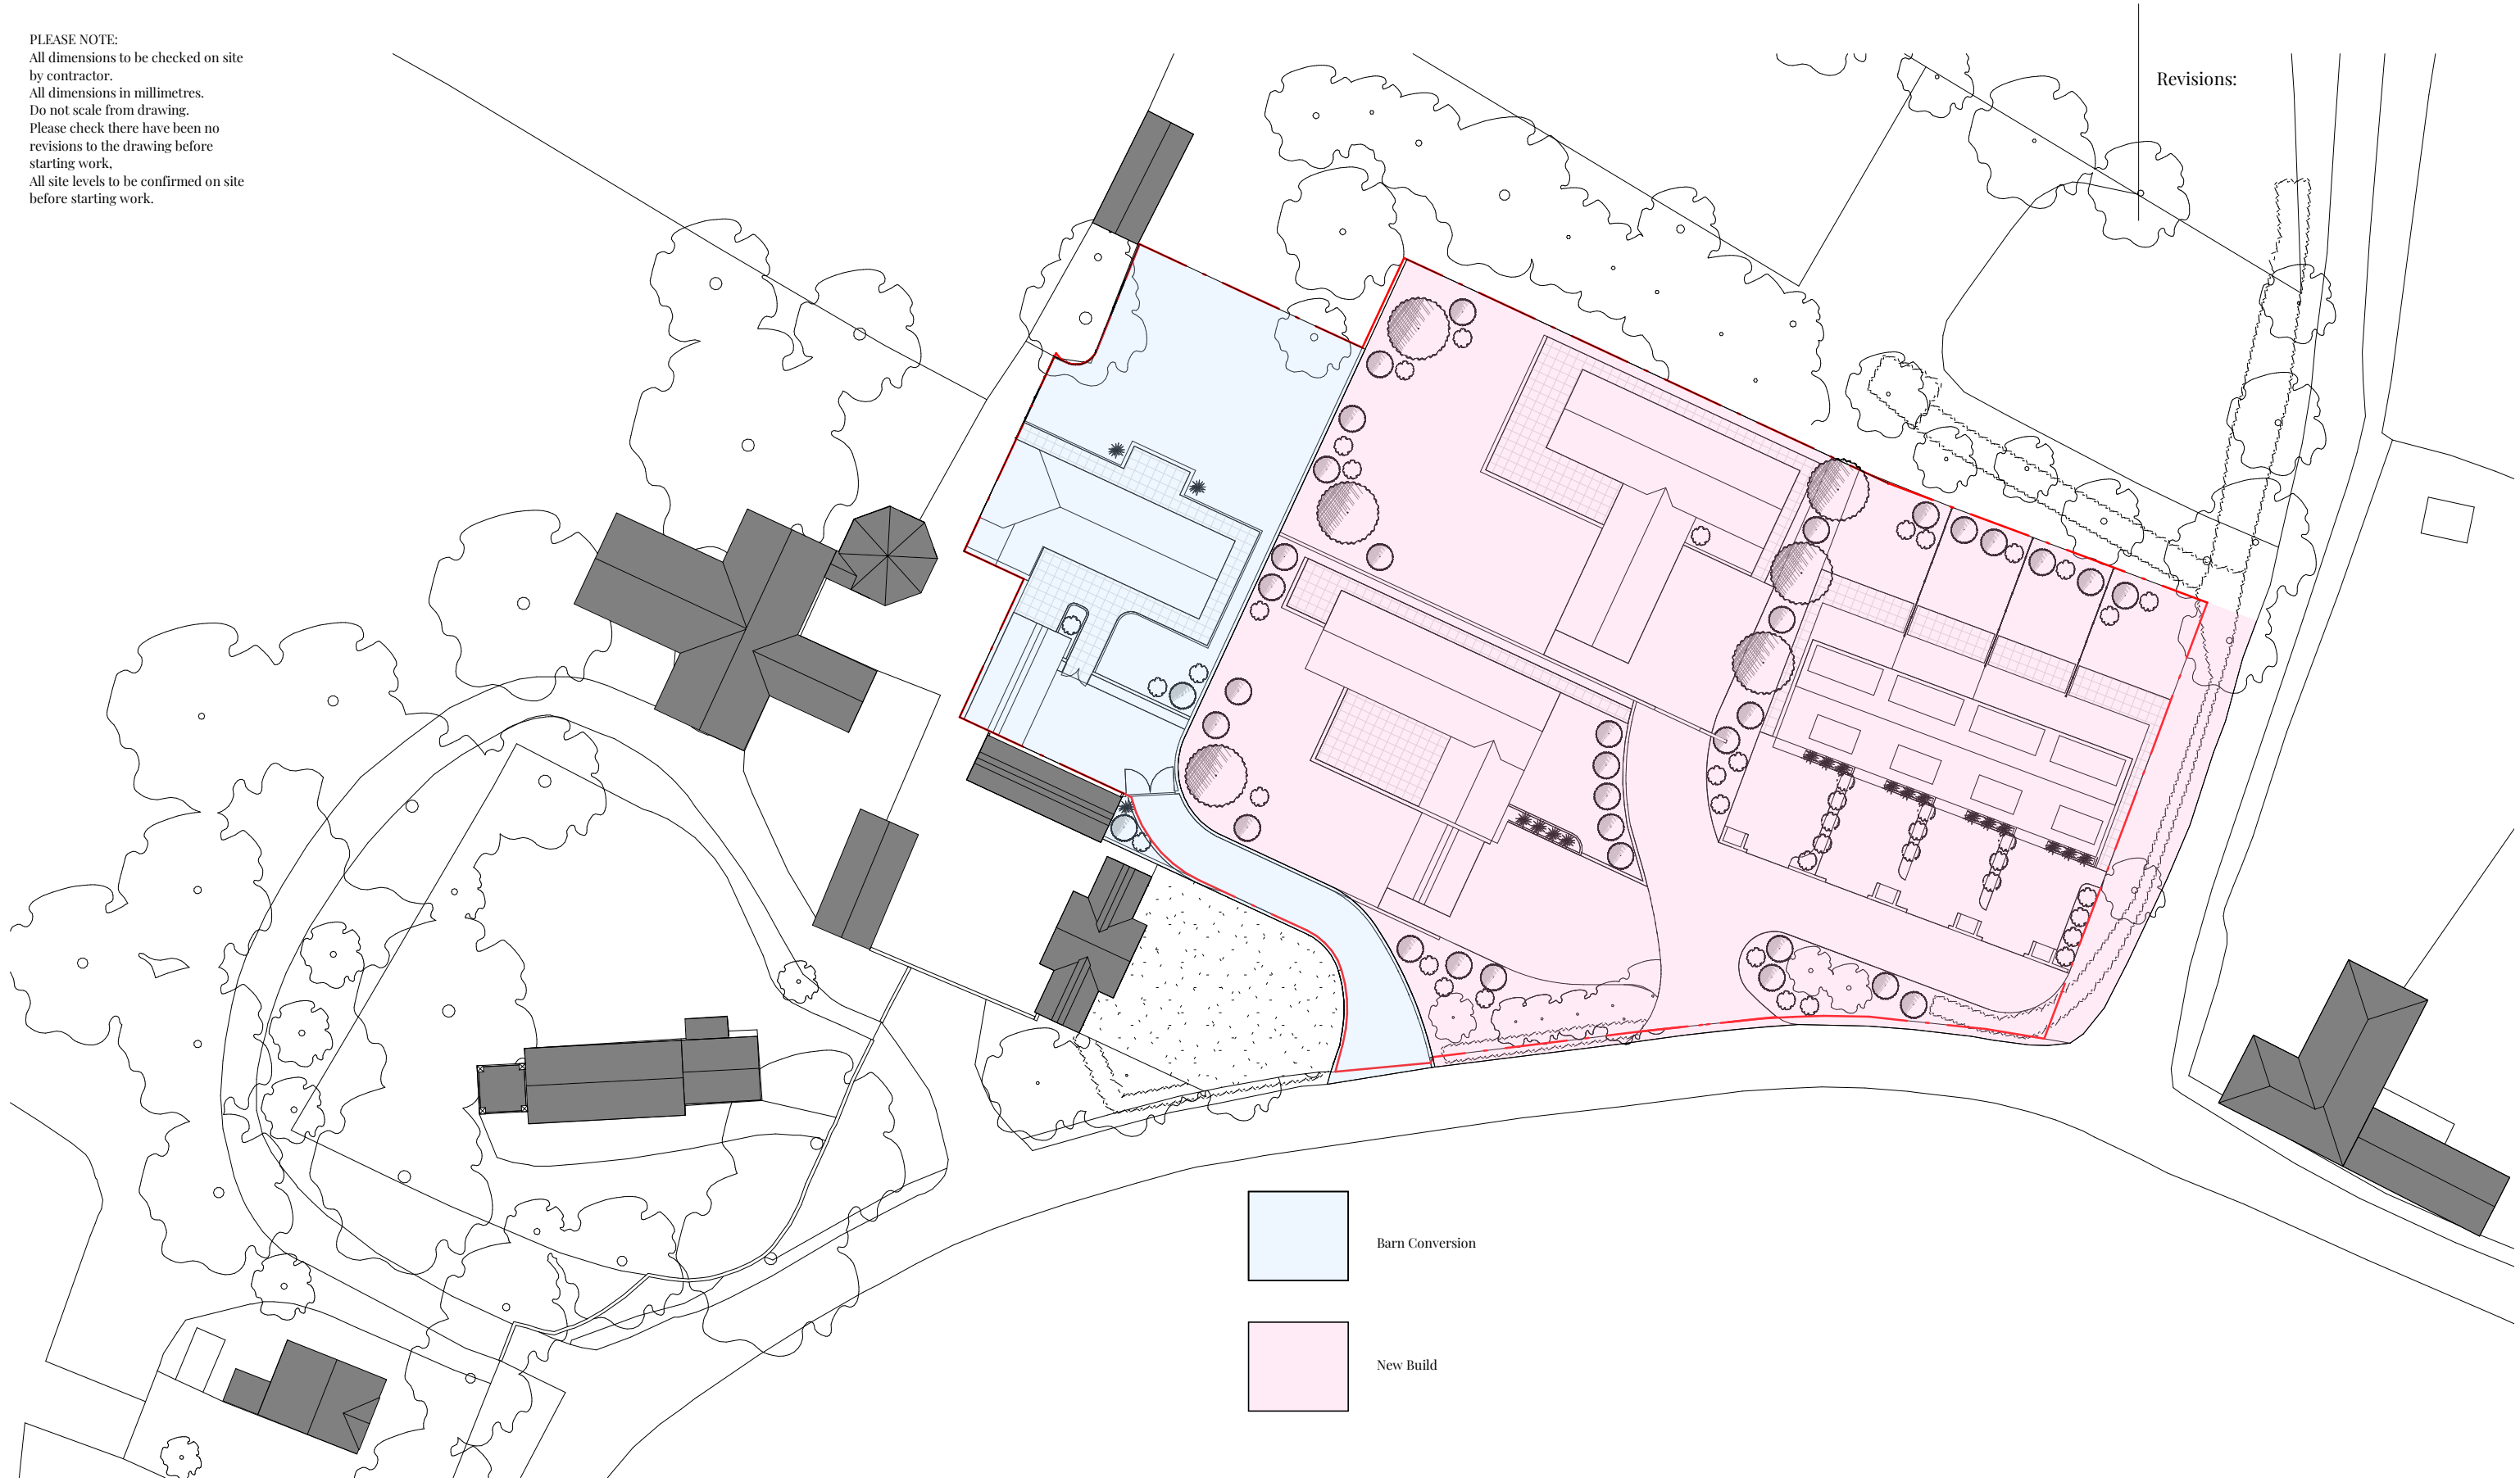 PLEASE NOTE:
All dimensions to be checked on site
by contractor.
All dimensions in millimetres.
Do not scale from drawing.
Please check there have been no
revisions to the drawing before
starting work,
All site levels to be confirmed on site
before starting work.
Revisions:
Barn Conversion
New Build